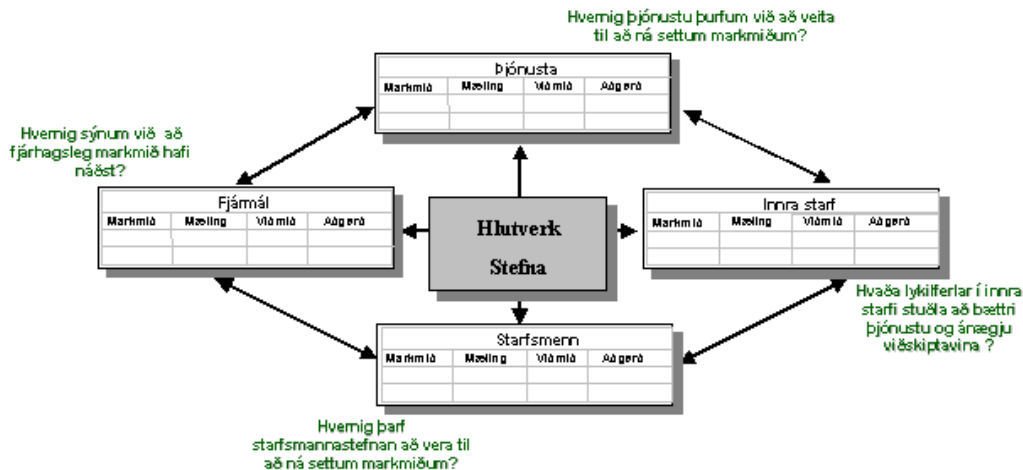 Hvernig þjónustu þurfum við að veita
til að ná settum markmiðum?
Þjónusta
Markmið Mæling Viðmið Aðgerð
Hvernig sýnum við að
fjárhagsleg markmið hafi
náðst?
Fjármál
Markmið Mæling Viðmið Aðgerð
Hlutverk
Stefna
Innra starf
Markmið Mæling Viðmið Aðgerð
Hvaða lykilferlar í innra
starfi stuðla að bættri
þjónustu og ánægju
viðskiptavina ?
Starfsmenn
Markmið Mæling Viðmið Aðgerð
Hvernig þarf
starfsmannastefnan að vera til
að ná settum markmiðum?